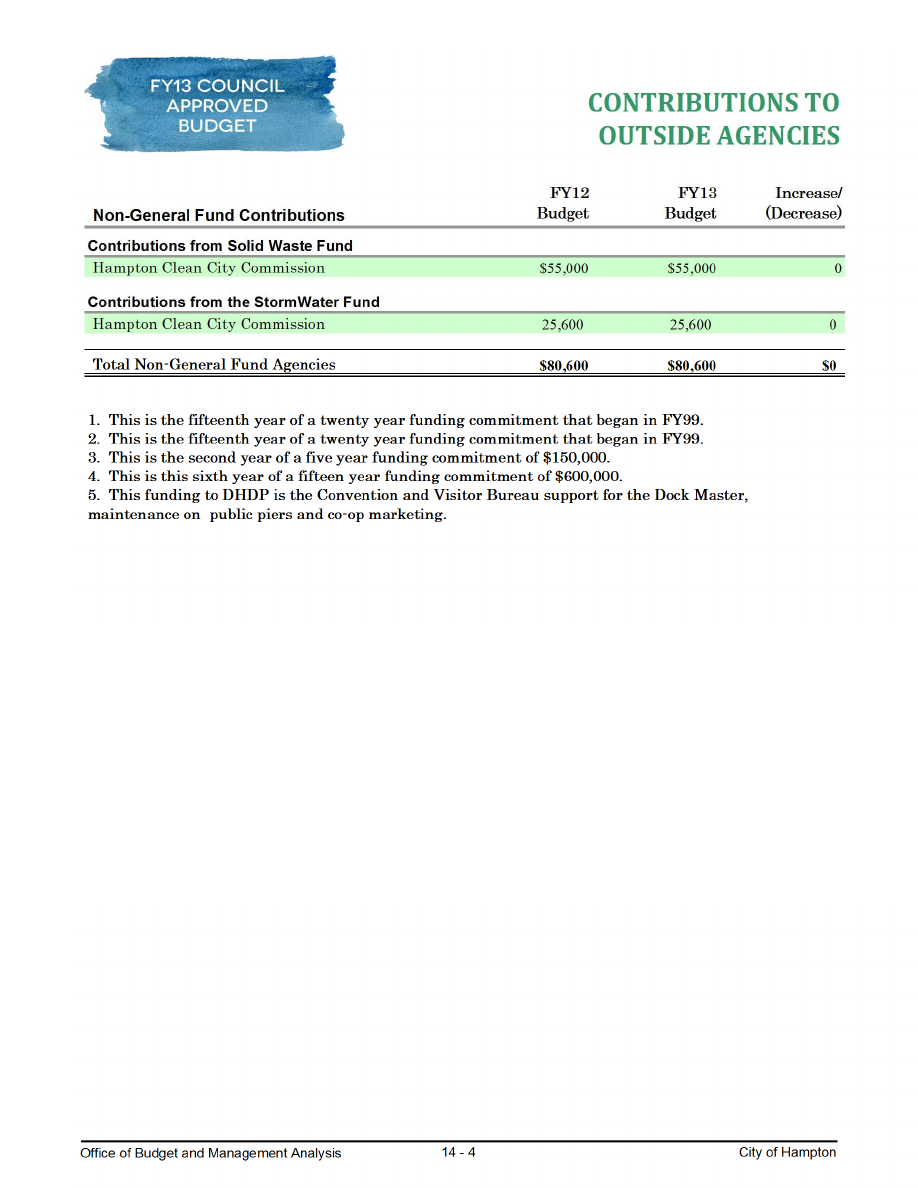 FY13 COUNCIL
APPROVED
BUDGET
CONTRIBUTIONS TO
OUTSIDE AGENCIES
Non-General Fund Contributions FY12 Budget FY13 Budget Increase/ (Decrease)
Contributions from Solid Waste Fund
Hampton Clean City Commission $55,000 $55,000 0
Contributions from the StormWater Fund
Hampton Clean City Commission 25,600 25,600 0
Total Non-General Fund Agencies $80,600 $80,600 $0
1. This is the fifteenth year of a twenty year funding commitment that began in FY99.
2. This is the fifteenth year of a twenty year funding commitment that began in FY99.
3. This is the second year of a five year funding commitment of $150,000.
4. This is this sixth year of a fifteen year funding commitment of $600,000.
5. This funding to DHDP is the Convention and Visitor Bureau support for the Dock Master,
maintenance on public piers and co-op marketing.
Office of Budget and Management Analysis 14 - 4 City of Hampton